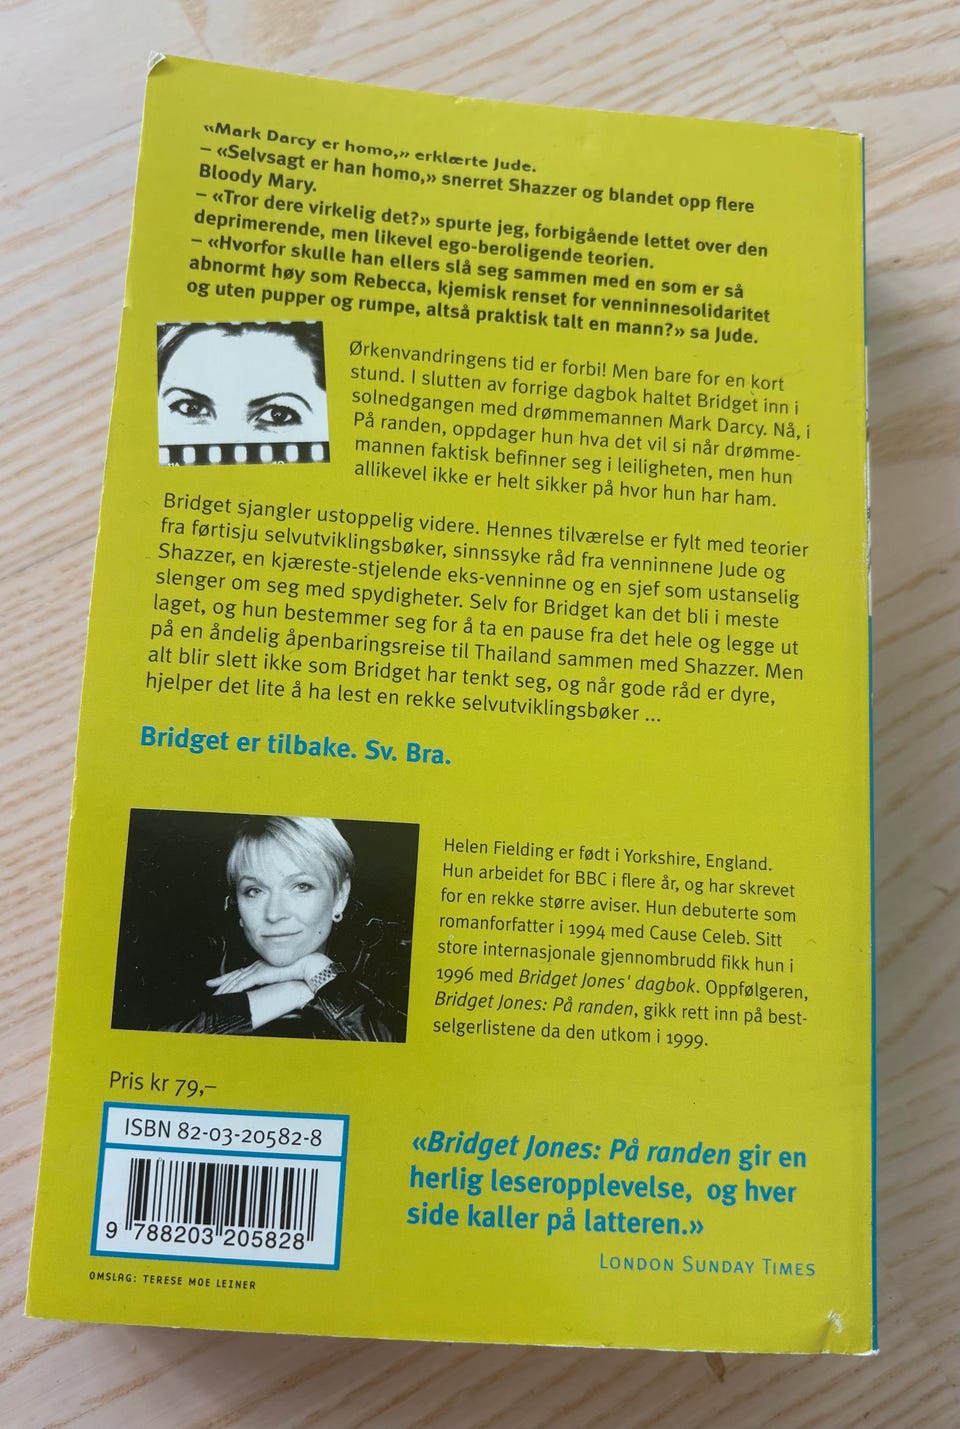 «Mark Darcy er homo,» erklærte Jude.
– «Selvsagt er han homo,» snerret Shazzer og blandet opp flere
Bloody Mary.
– «Tror dere virkelig det?» spurte jeg, forbigående lettet over den
deprimerende, men likevel ego-beroligende teorien.
– «Hvorfor skulle han ellers slå seg sammen med en som er så
abnormt høy som Rebecca, kjemisk renset for venninnesolidaritet
og uten pupper og rumpe, altså praktisk talt en mann?» sa Jude.
Ørkenvandringens tid er forbi! Men bare for en kort
stund. I slutten av forrige dagbok haltet Bridget inn i
solnedgangen med drømmemannen Mark Darcy. Nå, i
På randen, oppdager hun hva det vil si når drømme-
mannen faktisk befinner seg i leiligheten, men hun
allikevel ikke er helt sikker på hvor hun har ham.
Bridget sjangler ustoppelig videre. Hennes tilværelse er fylt med teorier
fra førtisju selvutviklingsbøker, sinnssyke råd fra venninnene Jude og
Shazzer, en kjæreste-stjelende eks-venninne og en sjef som ustanselig
slenger om seg med spydigheter. Selv for Bridget kan det bli i meste
laget, og hun bestemmer seg for å ta en pause fra det hele og legge ut
på en åndelig åpenbaringsreise til Thailand sammen med Shazzer. Men
alt blir slett ikke som Bridget har tenkt seg, og når gode råd er dyre,
hjelper det lite å ha lest en rekke selvutviklingsbøker ...
Bridget er tilbake. Sv. Bra.
Helen Fielding er født i Yorkshire, England.
Hun arbeidet for BBC i flere år, og har skrevet
for en rekke større aviser. Hun debuterte som
romanforfatter i 1994 med Cause Celeb. Sitt
store internasjonale gjennombrudd fikk hun i
1996 med Bridget Jones' dagbok. Oppfølgeren,
Bridget Jones: På randen, gikk rett inn på best-
selgerlistene da den utkom i 1999.
Pris kr 79,–
ISBN 82-03-20582-8
9 788203 205828
OMSLAG: TERESE MOE LEINER
«Bridget Jones: På randen gir en
herlig leseropplevelse, og hver
side kaller på latteren.»
LONDON SUNDAY TIMES